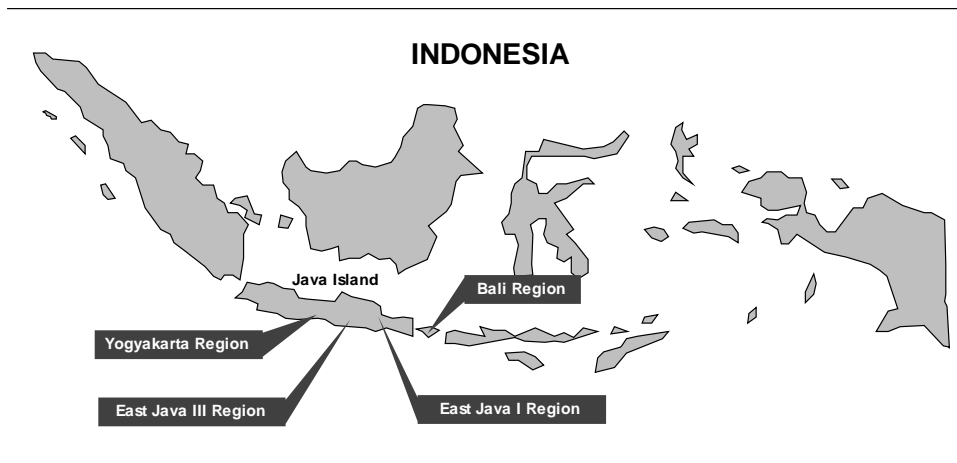 INDONESIA
Java Island
Bali Region
Yogyakarta Region
East Java III Region
East Java I Region